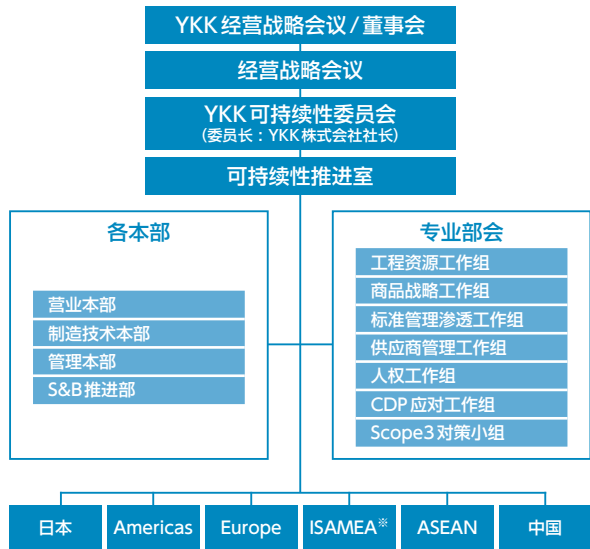 YKK 经营战略会议 / 董事会
经营战略会议
YKK 可持续性委员会
（委员长：YKK 株式会社社长）
可持续性推进室
各本部
营业本部
制造技术本部
管理本部
S&B 推进部
专业部会
工程资源工作组
商品战略工作组
标准管理渗透工作组
供应商管理工作组
人权工作组
CDP 应对工作组
Scope3 对策小组
日本
Americas
Europe
ISAMEA※
ASEAN
中国